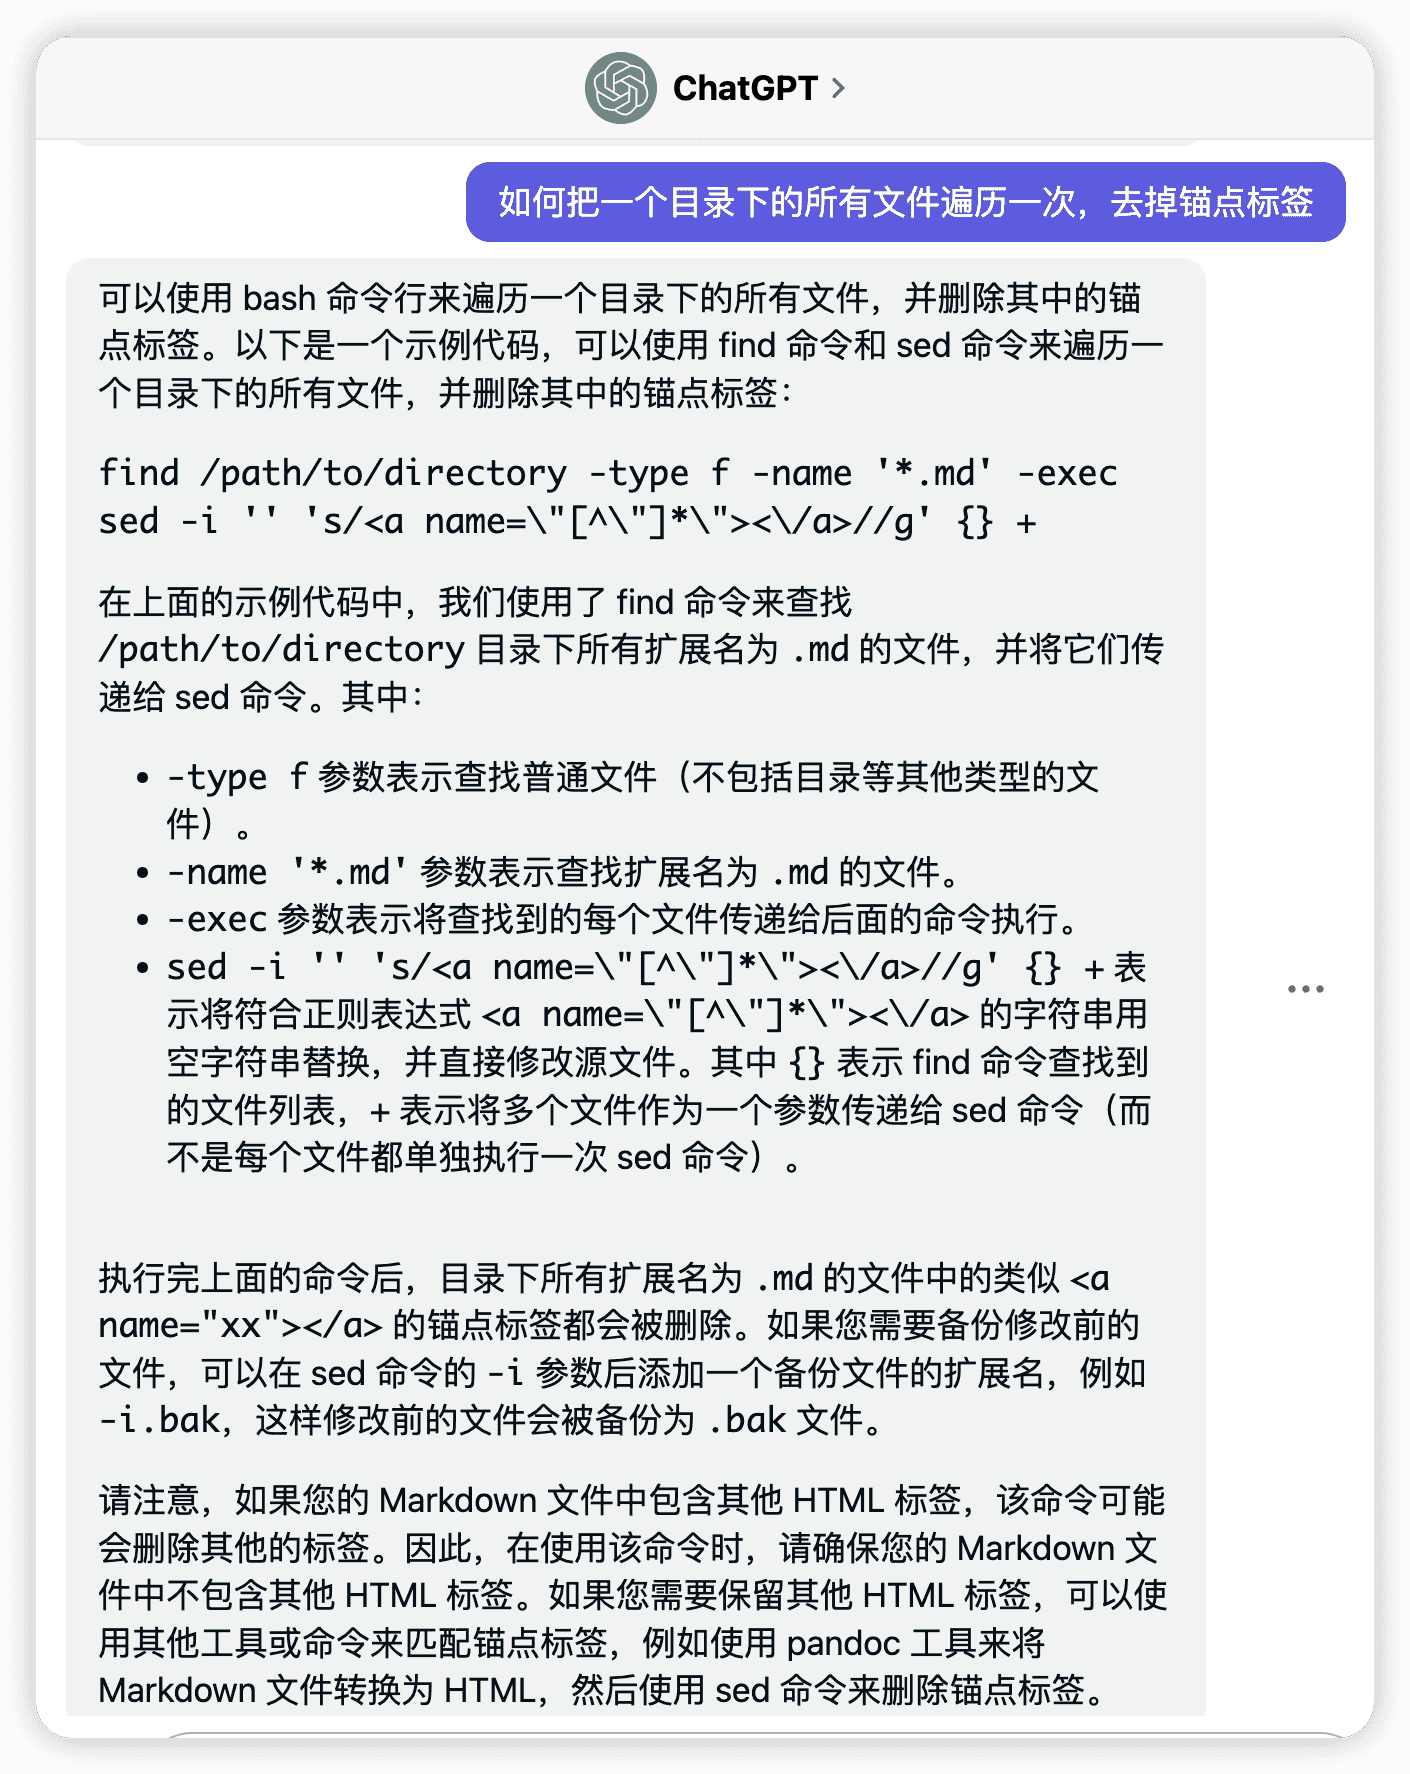 ChatGPT
如何把一个目录下的所有文件遍历一次，去掉锚点标签
可以使用 bash 命令行来遍历一个目录下的所有文件，并删除其中的锚
点标签。以下是一个示例代码，可以使用 find 命令和 sed 命令来遍历一
个目录下的所有文件，并删除其中的锚点标签：
find /path/to/directory -type f -name '*.md' -exec
sed -i '' 's/<a name=\"[^\"]*\"><\/a>//g' {} +
在上面的示例代码中，我们使用了 find 命令来查找
/path/to/directory 目录下所有扩展名为 .md 的文件，并将它们传
递给 sed 命令。其中：
• -type f 参数表示查找普通文件（不包括目录等其他类型的文
件）。
• -name '*.md' 参数表示查找扩展名为 .md 的文件。
• -exec 参数表示将查找到的每个文件传递给后面的命令执行。
• sed -i '' 's/<a name=\"[^\"]*\"><\/a>//g' {} + 表
示将符合正则表达式 <a name=\"[^\"]*\"><\/a> 的字符串用
空字符串替换，并直接修改源文件。其中 {} 表示 find 命令查找到
的文件列表，+ 表示将多个文件作为一个参数传递给 sed 命令（而
不是每个文件都单独执行一次 sed 命令）。
执行完上面的命令后，目录下所有扩展名为 .md 的文件中的类似 <a
name="xx"></a> 的锚点标签都会被删除。如果您需要备份修改前的
文件，可以在 sed 命令的 -i 参数后添加一个备份文件的扩展名，例如
-i.bak，这样修改前的文件会被备份为 .bak 文件。
请注意，如果您的 Markdown 文件中包含其他 HTML 标签，该命令可能
会删除其他的标签。因此，在使用该命令时，请确保您的 Markdown 文
件中不包含其他 HTML 标签。如果您需要保留其他 HTML 标签，可以使
用其他工具或命令来匹配锚点标签，例如使用 pandoc 工具来将
Markdown 文件转换为 HTML，然后使用 sed 命令来删除锚点标签。